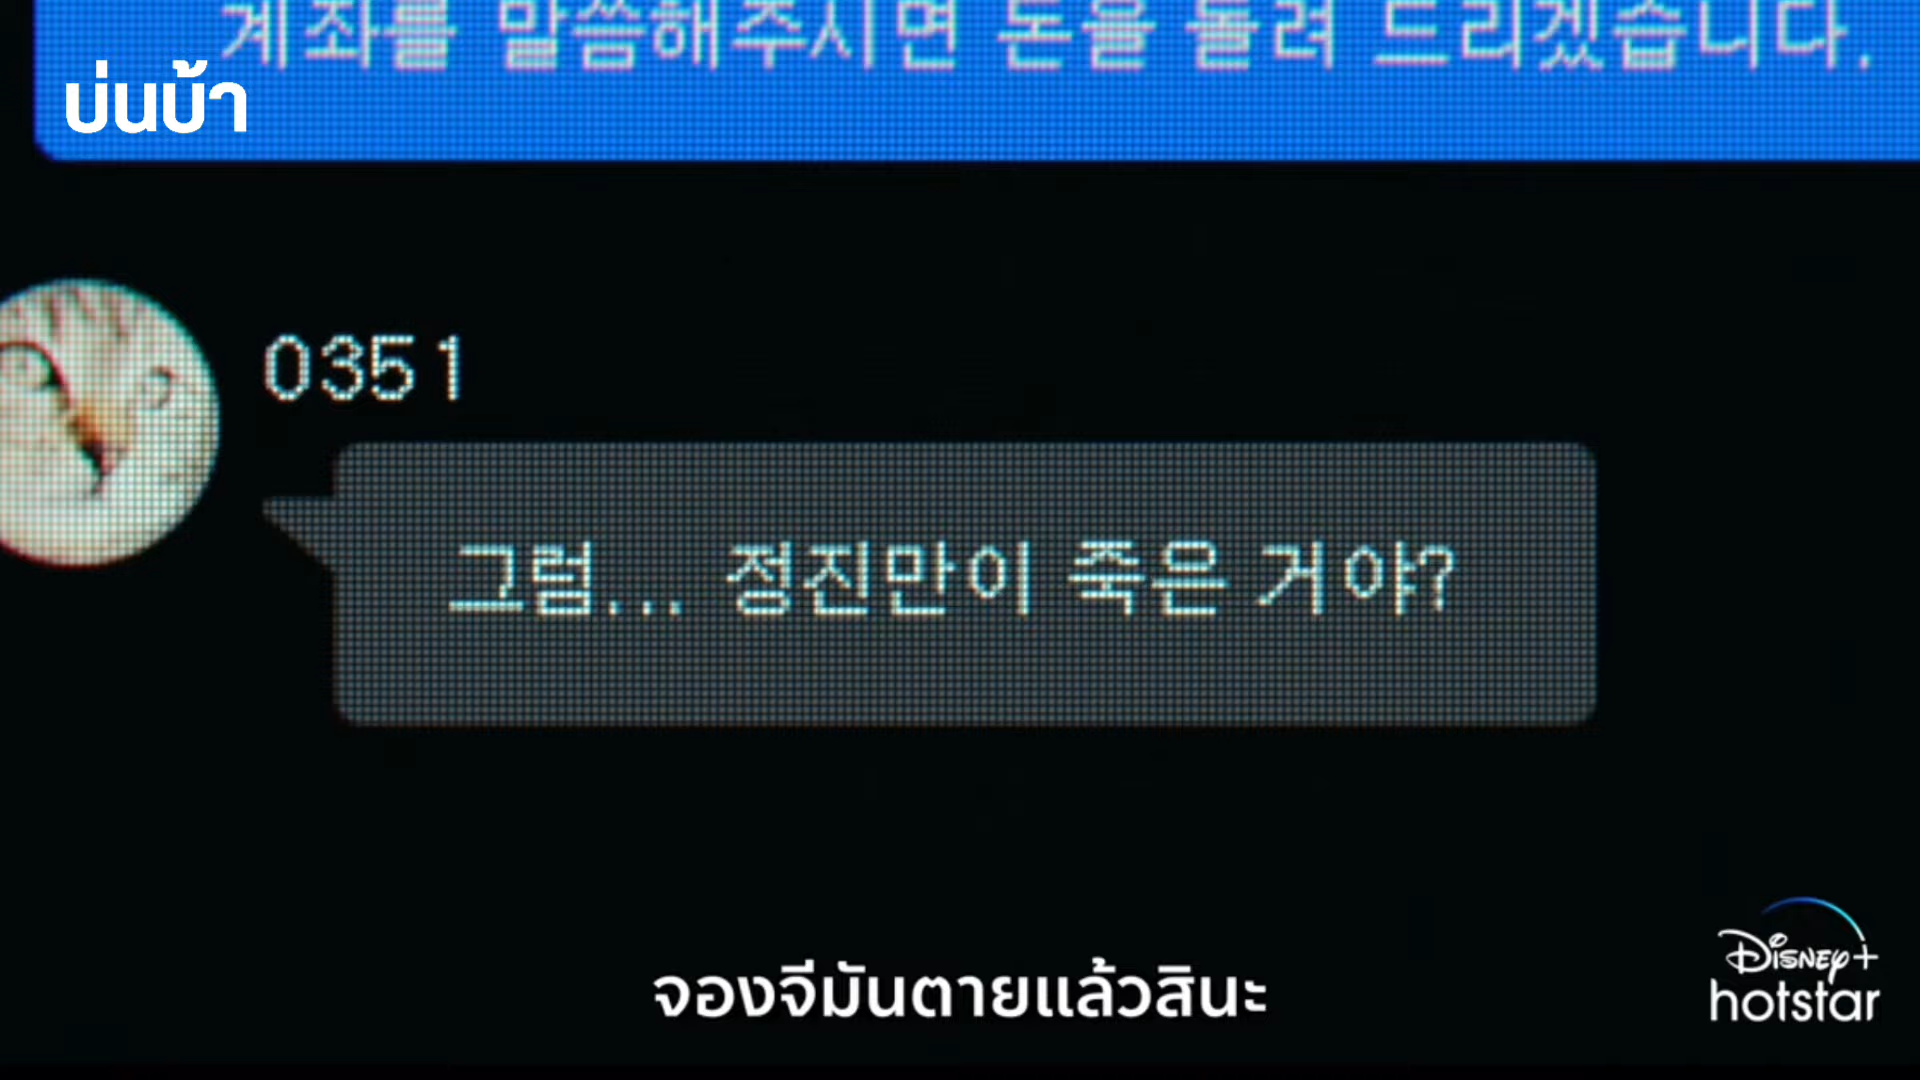 계좌를 말씀해주시면 돈을 돌려 드리겠습니다.
บ่นบ้า
0351
그럼... 정진만이 죽은 거야?
จองจีมันตายแล้วสินะ
Disney+
hotstar